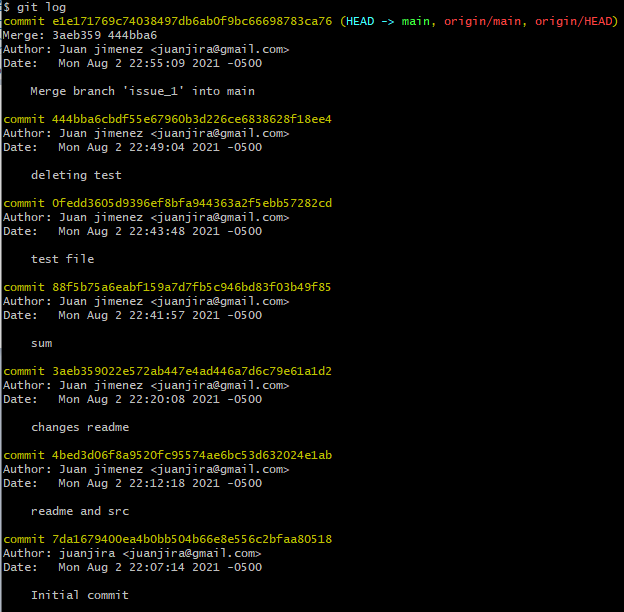 $ git log
commit e1e171769c74038497db6ab0f9bc66698783ca76 (HEAD -> main, origin/main, origin/HEAD)
Merge: 3aeb359 444bba6
Author: Juan jimenez <juanjira@gmail.com>
Date:   Mon Aug 2 22:55:09 2021 -0500
    Merge branch 'issue_1' into main
commit 444bba6cbdf55e67960b3d226ce6838628f18ee4
Author: Juan jimenez <juanjira@gmail.com>
Date:   Mon Aug 2 22:49:04 2021 -0500
    deleting test
commit 0fedd3605d9396ef8bfa944363a2f5ebb57282cd
Author: Juan jimenez <juanjira@gmail.com>
Date:   Mon Aug 2 22:43:48 2021 -0500
    test file
commit 88f5b75a6eabf159a7d7fb5c946bd83f03b49f85
Author: Juan jimenez <juanjira@gmail.com>
Date:   Mon Aug 2 22:41:57 2021 -0500
    sum
commit 3aeb359022e572ab447e4ad446a7d6c79e61a1d2
Author: Juan jimenez <juanjira@gmail.com>
Date:   Mon Aug 2 22:20:08 2021 -0500
    changes readme
commit 4bed3d06f8a9520fc95574ae6bc53d632024e1ab
Author: Juan jimenez <juanjira@gmail.com>
Date:   Mon Aug 2 22:12:18 2021 -0500
    readme and src
commit 7da1679400ea4b0bb504b66e8e556c2bfaa80518
Author: juanjira <juanjira@gmail.com>
Date:   Mon Aug 2 22:07:14 2021 -0500
    Initial commit